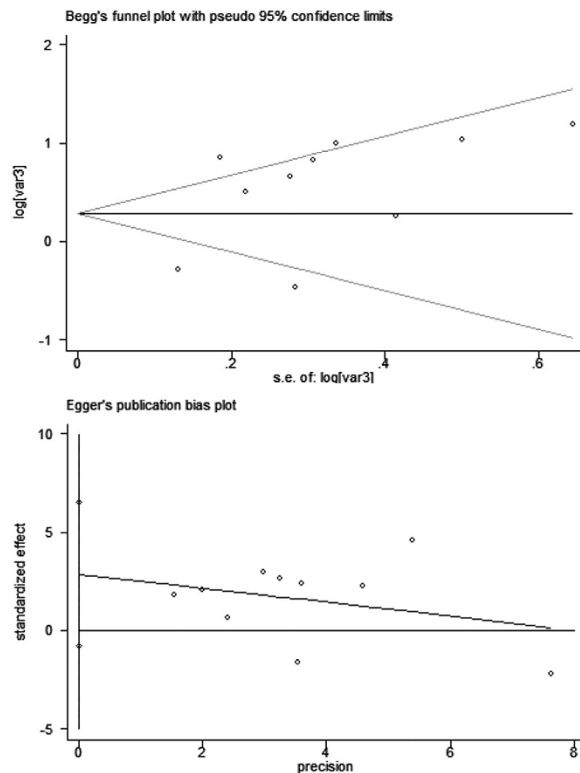 Begg's funnel plot with pseudo 95% confidence limits
2
1
0
-1
log[var3]
0 .2 .4 .6
s.e. of: log[var3]
Egger's publication bias plot
10
5
0
-5
standardized effect
0 2 4 6 8
precision